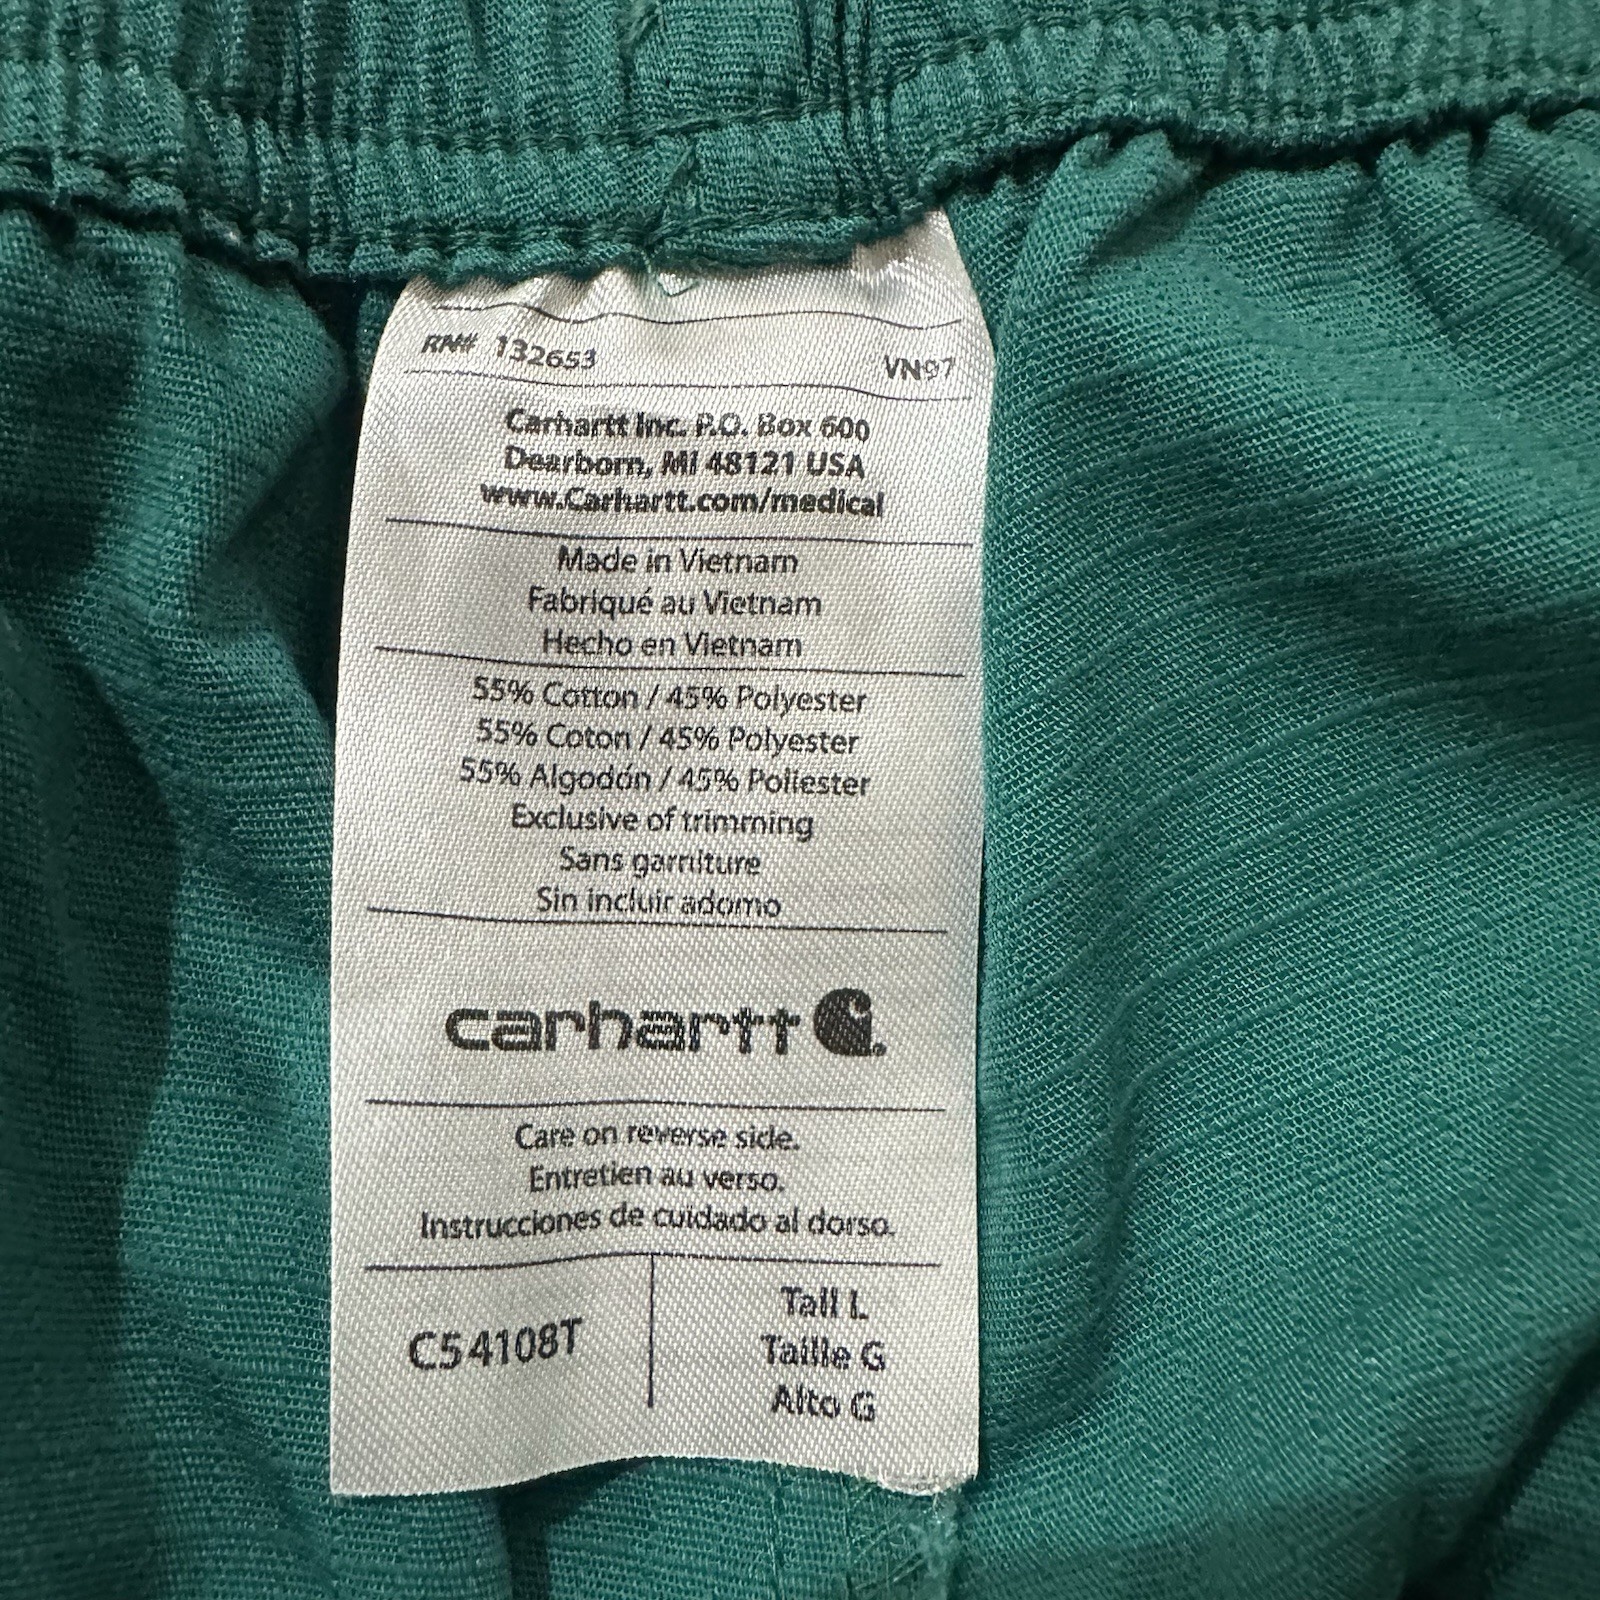 RN# 132653 VN97
Carhartt Inc. P.O. Box 600
Dearborn, MI 48121 USA
www.Carhartt.com/medical
Made in Vietnam
Fabriqué au Vietnam
Hecho en Vietnam
55% Cotton / 45% Polyester
55% Coton / 45% Polyester
55% Algodón / 45% Poliester
Exclusive of trimming
Sans garniture
Sin incluir adorno
carhartt
Care on reverse side.
Entretien au verso.
Instrucciones de cuidado al dorso.
C54108T
Tall L
Taille G
Alto G